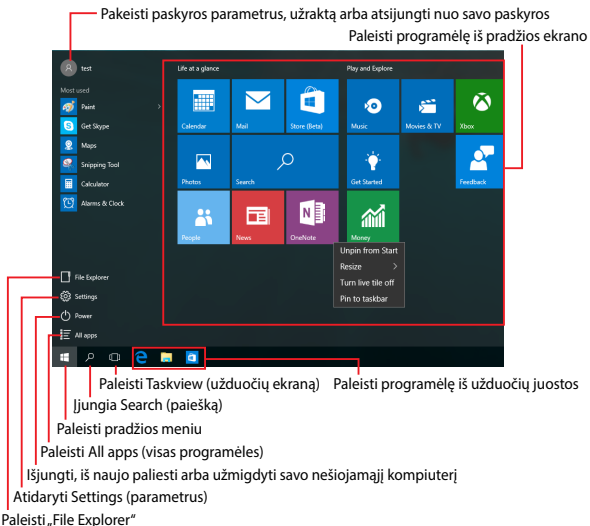 Pakeisti paskyros parametrus, užraktą arba atsijungti nuo savo paskyros
Paleisti programėlę iš pradžios ekrano
test
Life at a glance
Play and Explore
Most used
Paint
Get Skype
Maps
Snipping Tool
Calculator
Alarms & Clock
Calendar
Mail
Store (Beta)
Music
Movies & TV
Xbox
Photos
Search
Get Started
Feedback
People
News
OneNote
Money
Unpin from Start
Resize
Turn live tile off
Pin to taskbar
File Explorer
Settings
Power
All apps
Paleisti Taskview (užduočių ekraną)
Paleisti programėlę iš užduočių juostos
Įjungia Search (paiešką)
Paleisti pradžios meniu
Paleisti All apps (visas programėles)
Išjungti, iš naujo paliesti arba užmigdyti savo nešiojamąjį kompiuterį
Atidaryti Settings (parametrus)
Paleisti „File Explorer“